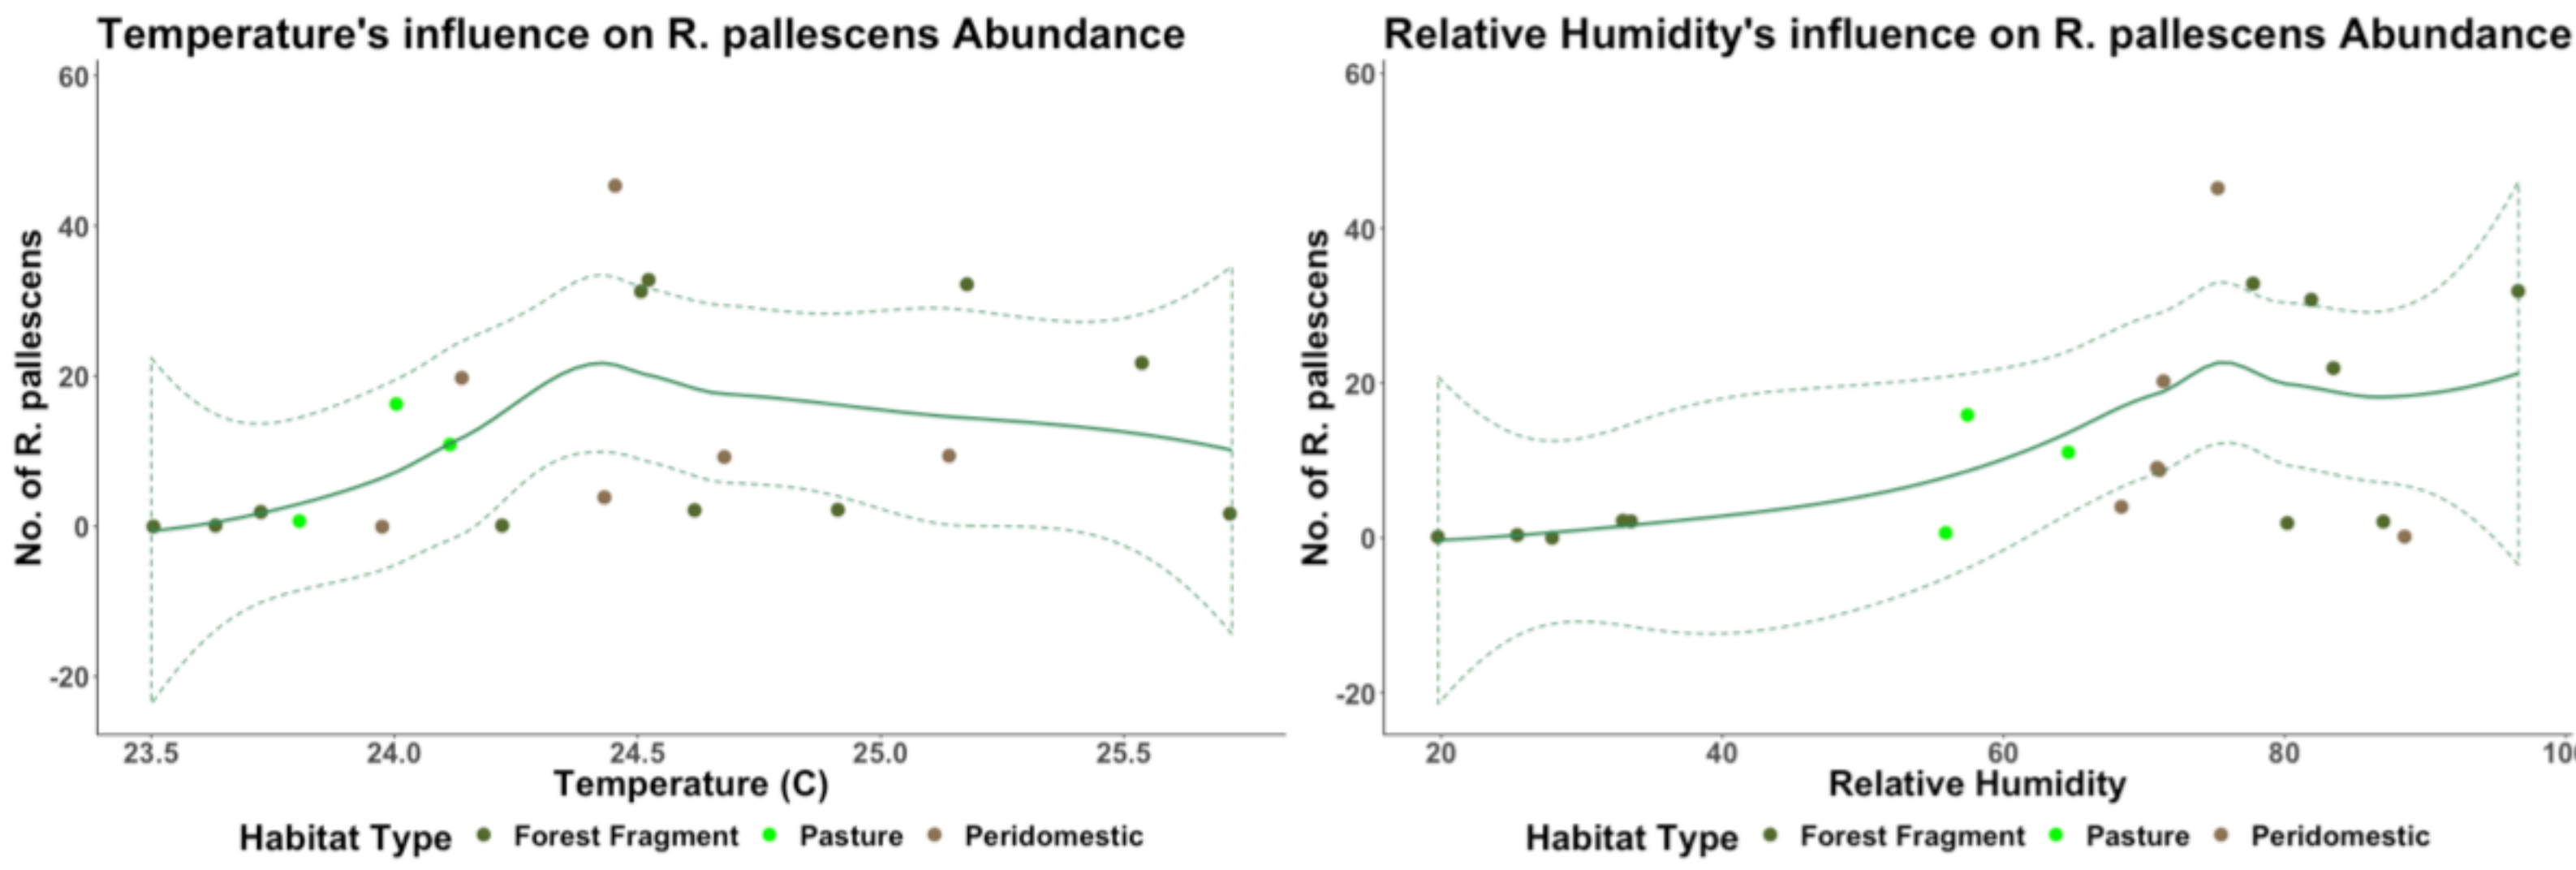 Temperature's influence on R. pallescens Abundance
No. of R. pallescens
60
40
20
0
-20
23.5 24.0 24.5 25.0 25.5
Temperature (C)
Habitat Type Forest Fragment Pasture Peridomestic
Relative Humidity's influence on R. pallescens Abundance
No. of R. pallescens
60
40
20
0
-20
20 40 60 80 10
Relative Humidity
Habitat Type Forest Fragment Pasture Peridomestic